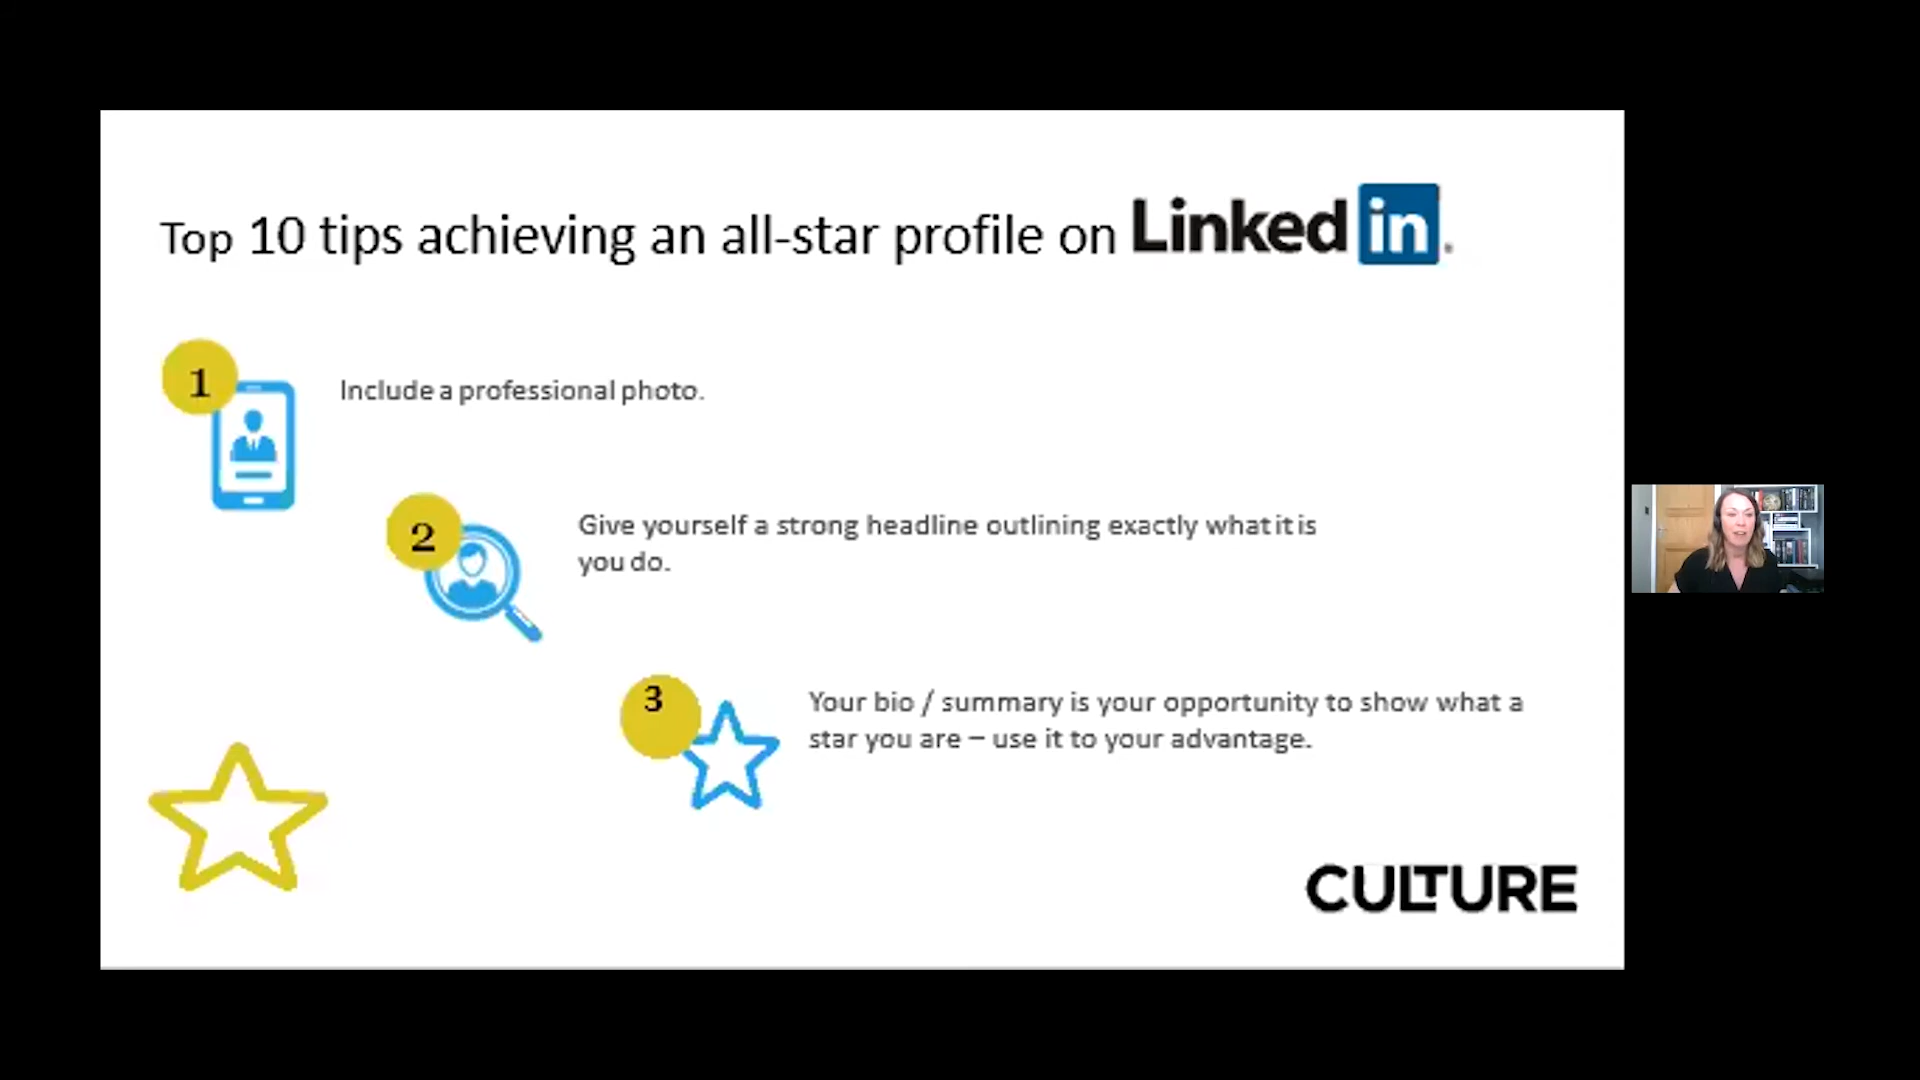 Top 10 tips achieving an all-star profile on Linked in.
1
Include a professional photo.
2
Give yourself a strong headline outlining exactly what it is
you do.
3
Your bio / summary is your opportunity to show what a
star you are – use it to your advantage.
CULTURE